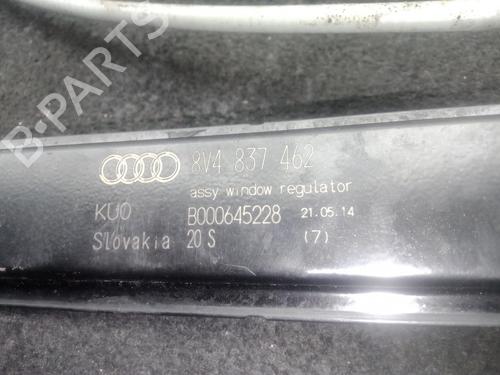 B-PARTS
8V4 837 462
assy window regulator
KUO B000645228 21.05.14
Slovakia 20 S (7)